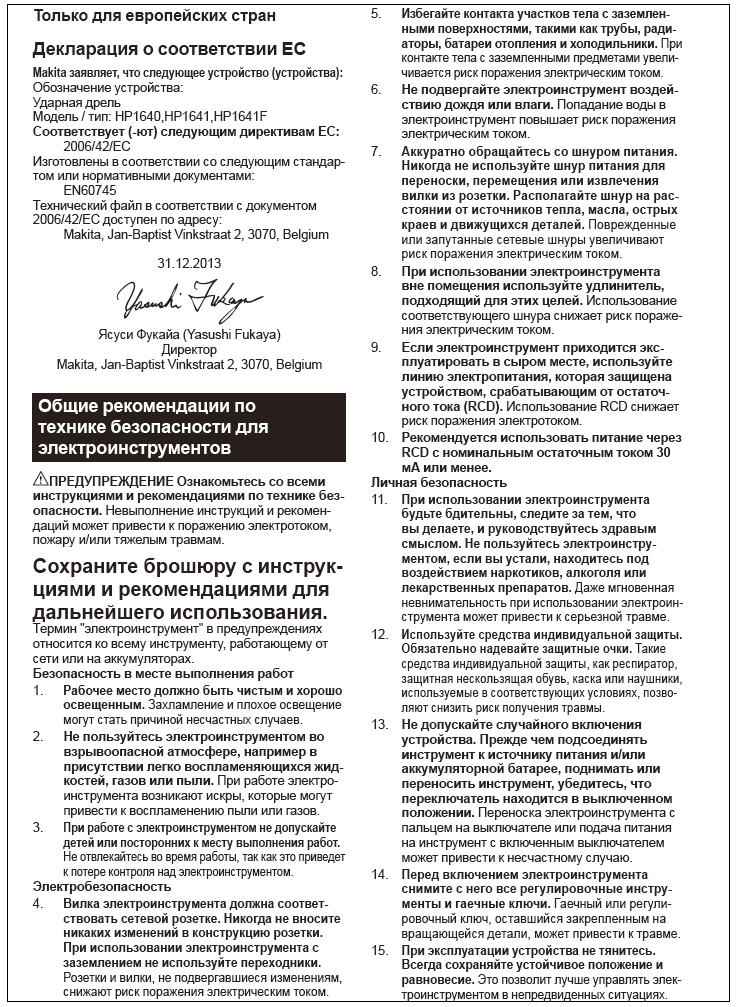 Только для европейских стран
Декларация о соответствии ЕС
Makita заявляет, что следующее устройство (устройства):
Обозначение устройства:
Ударная дрель
Модель / тип: HP1640,HP1641,HP1641F
Соответствует (-ют) следующим директивам ЕС:
2006/42/EC
Изготовлены в соответствии со следующим стандар-
том или нормативными документами:
EN60745
Технический файл в соответствии с документом
2006/42/EC доступен по адресу:
Makita, Jan-Baptist Vinkstraat 2, 3070, Belgium
31.12.2013
Yasushi Fukaya
Ясуси Фукайа (Yasushi Fukaya)
Директор
Makita, Jan-Baptist Vinkstraat 2, 3070, Belgium
Общие рекомендации по
технике безопасности для
электроинструментов
ПРЕДУПРЕЖДЕНИЕ Ознакомьтесь со всеми
инструкциями и рекомендациями по технике без-
опасности. Невыполнение инструкций и рекомен-
даций может привести к поражению электротоком,
пожару и/или тяжелым травмам.
Сохраните брошюру с инструк-
циями и рекомендациями для
дальнейшего использования.
Термин "электроинструмент" в предупреждениях
относится ко всему инструменту, работающему от
сети или на аккумуляторах.
Безопасность в месте выполнения работ
1. Рабочее место должно быть чистым и хорошо
освещенным. Захламление и плохое освещение
могут стать причиной несчастных случаев.
2. Не пользуйтесь электроинструментом во
взрывоопасной атмосфере, например в
присутствии легко воспламеняющихся жид-
костей, газов или пыли. При работе электро-
инструмента возникают искры, которые могут
привести к воспламенению пыли или газов.
3. При работе с электроинструментом не допускайте
детей или посторонних к месту выполнения работ.
Не отвлекайтесь во время работы, так как это приведет
к потере контроля над электроинструментом.
Электробезопасность
4. Вилка электроинструмента должна соответ-
ствовать сетевой розетке. Никогда не вносите
никаких изменений в конструкцию розетки.
При использовании электроинструмента с
заземлением не используйте переходники.
Розетки и вилки, не подвергавшиеся изменениям,
снижают риск поражения электрическим током.
5. Избегайте контакта участков тела с заземлен-
ными поверхностями, такими как трубы, ради-
аторы, батареи отопления и холодильники. При
контакте тела с заземленными предметами увели-
чивается риск поражения электрическим током.
6. Не подвергайте электроинструмент воздей-
ствию дождя или влаги. Попадание воды в
электроинструмент повышает риск поражения
электрическим током.
7. Аккуратно обращайтесь со шнуром питания.
Никогда не используйте шнур питания для
переноски, перемещения или извлечения
вилки из розетки. Располагайте шнур на рас-
стоянии от источников тепла, масла, острых
краев и движущихся деталей. Поврежденные
или запутанные сетевые шнуры увеличивают
риск поражения электрическим током.
8. При использовании электроинструмента
вне помещения используйте удлинитель,
подходящий для этих целей. Использование
соответствующего шнура снижает риск пораже-
ния электрическим током.
9. Если электроинструмент приходится экс-
плуатировать в сыром месте, используйте
линию электропитания, которая защищена
устройством, срабатывающим от остаточ-
ного тока (RCD). Использование RCD снижает
риск поражения электротоком.
10. Рекомендуется использовать питание через
RCD с номинальным остаточным током 30
мА или менее.
Личная безопасность
11. При использовании электроинструмента
будьте бдительны, следите за тем, что
вы делаете, и руководствуйтесь здравым
смыслом. Не пользуйтесь электроинстру-
ментом, если вы устали, находитесь под
воздействием наркотиков, алкоголя или
лекарственных препаратов. Даже мгновенная
невнимательность при использовании электроин-
струмента может привести к серьезной травме.
12. Используйте средства индивидуальной защиты.
Обязательно надевайте защитные очки. Такие
средства индивидуальной защиты, как респиратор,
защитная нескользящая обувь, каска или наушники,
используемые в соответствующих условиях, позво-
ляют снизить риск получения травмы.
13. Не допускайте случайного включения
устройства. Прежде чем подсоединять
инструмент к источнику питания и/или
аккумуляторной батарее, поднимать или
переносить инструмент, убедитесь, что
переключатель находится в выключенном
положении. Переноска электроинструмента с
пальцем на выключателе или подача питания
на инструмент с включенным выключателем
может привести к несчастному случаю.
14. Перед включением электроинструмента
снимите с него все регулировочные инстру-
менты и гаечные ключи. Гаечный или регули-
ровочный ключ, оставшийся закрепленным на
вращающейся детали, может привести к травме.
15. При эксплуатации устройства не тянитесь.
Всегда сохраняйте устойчивое положение и
равновесие. Это позволит лучше управлять элек-
троинструментом в непредвиденных ситуациях.